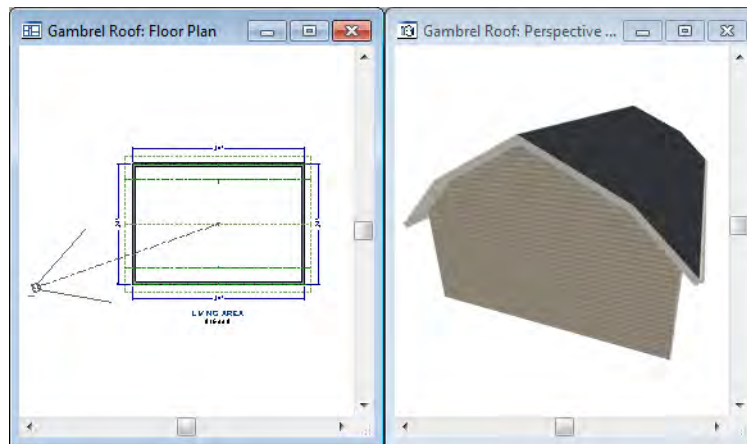 Gambrel Roof: Floor Plan
Gambrel Roof: Perspective ...
LIVING AREA